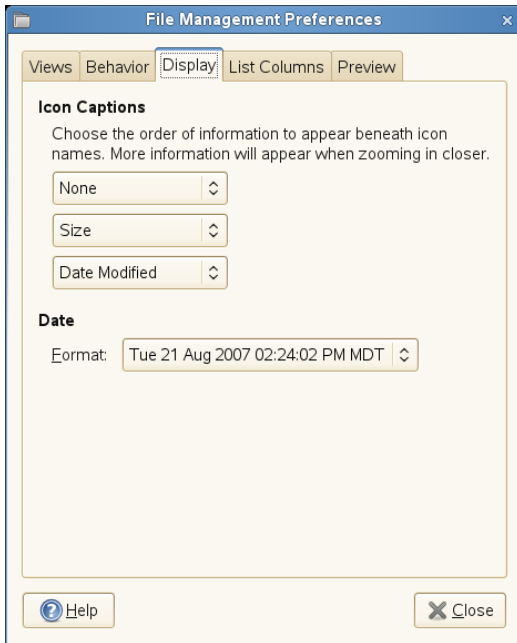 File Management Preferences
Views Behavior Display List Columns Preview
Icon Captions
Choose the order of information to appear beneath icon
names. More information will appear when zooming in closer.
None
Size
Date Modified
Date
Format: Tue 21 Aug 2007 02:24:02 PM MDT
Help Close